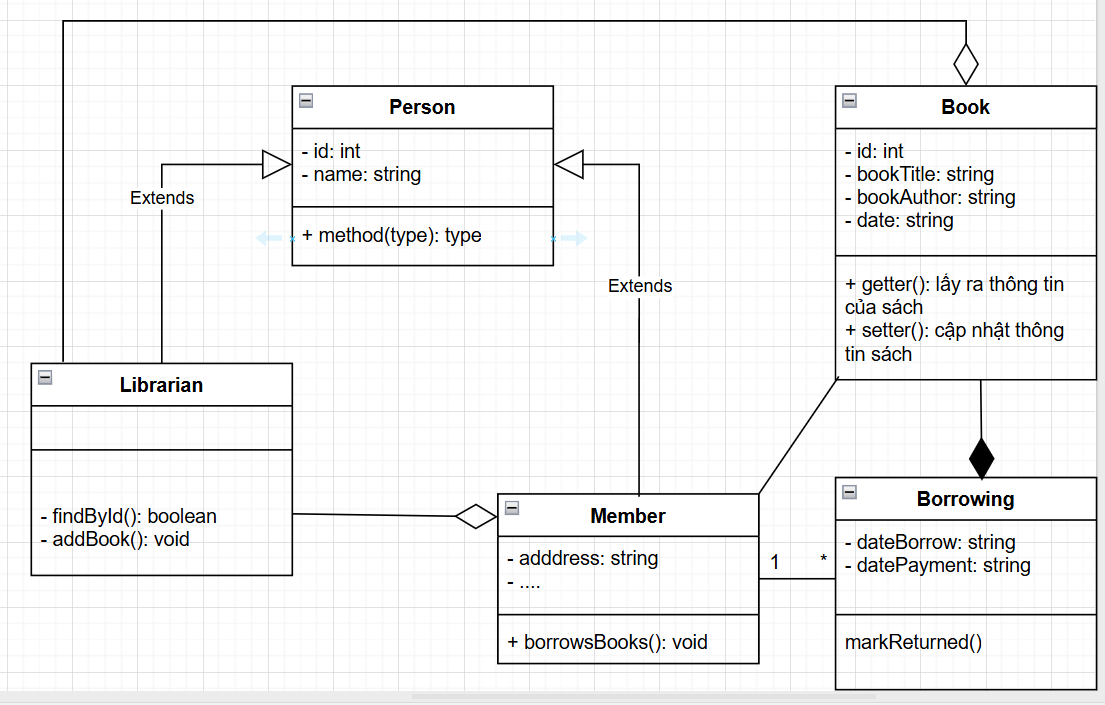 Person
- id: int
- name: string
+ method(type): type
Book
- id: int
- bookTitle: string
- bookAuthor: string
- date: string
+ getter(): lấy ra thông tin
của sách
+ setter(): cập nhật thông
tin sách
Extends
Extends
Librarian
- findById(): boolean
- addBook(): void
Member
- adddress: string
- ....
+ borrowsBooks(): void
1
*
Borrowing
- dateBorrow: string
- datePayment: string
markReturned()